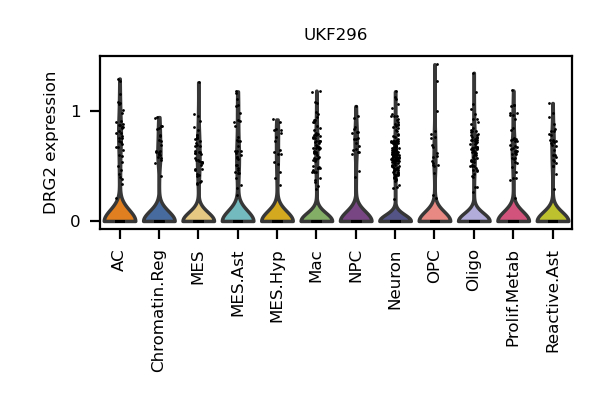 UKF296
DRG2 expression
1
0
AC
Chromatin.Reg
MES
MES.Ast
MES.Hyp
Mac
NPC
Neuron
OPC
Oligo
Prolif.Metab
Reactive.Ast